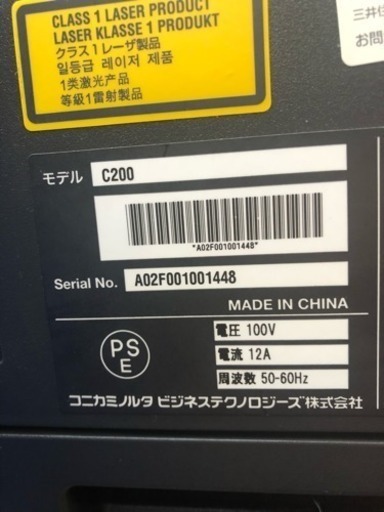 CLASS 1 LASER PRODUCT
LASER KLASSE 1 PRODUKT
クラス1レーザ製品
일등급 레이저 제품
1类激光产品
等級1雷射製品
三井住
お問
モデル C200
*A02F001001448*
Serial No. A02F001001448
MADE IN CHINA
PS
E
電圧 100V
電流 12A
周波数 50-60Hz
コニカミノルタ ビジネステクノロジーズ株式会社